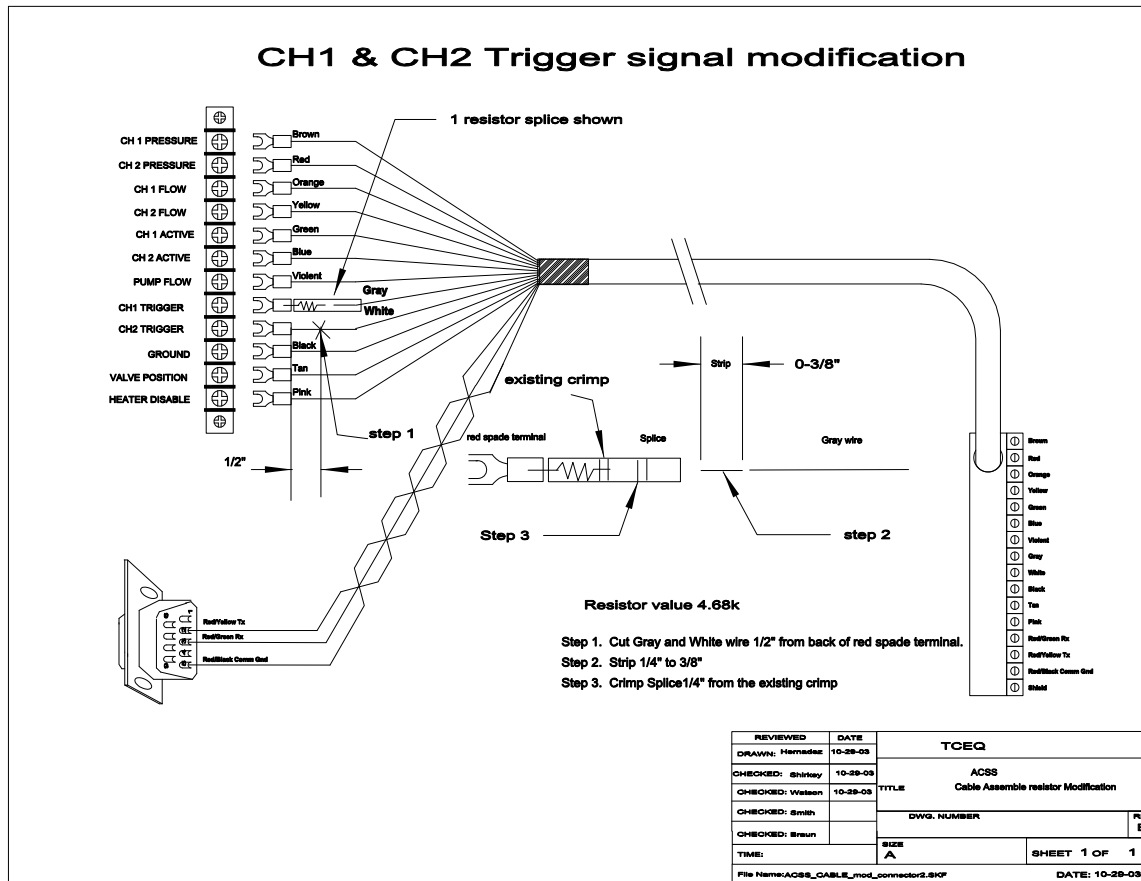 CH1 & CH2 Trigger signal modification
1 resistor splice shown
CH 1 PRESSURE
Brown
CH 2 PRESSURE
Red
CH 1 FLOW
Orange
CH 2 FLOW
Yellow
CH 1 ACTIVE
Green
CH 2 ACTIVE
Blue
PUMP FLOW
Violent
Gray
CH1 TRIGGER
White
CH2 TRIGGER
GROUND
Black
VALVE POSITION
Tan
HEATER DISABLE
Pink
step 1
1/2"
existing crimp
Strip
0-3/8"
red spade terminal
Splice
Gray wire
Step 3
step 2
Brown
Red
Orange
Yellow
Green
Blue
Violent
Gray
White
Black
Tan
Pink
Red/Green Rx
Red/Yellow Tx
Red/Black Comm Gnd
Shield
Red/Yellow Tx
Red/Green Rx
Red/Black Comm Gnd
Resistor value 4.68k
Step 1. Cut Gray and White wire 1/2" from back of red spade terminal.
Step 2. Strip 1/4" to 3/8"
Step 3. Crimp Splice1/4" from the existing crimp
REVIEWED DATE
DRAWN: Hernadez 10-29-03
CHECKED: Shirkey 10-29-03
CHECKED: Watson 10-29-03
CHECKED: Smith
CHECKED: Braun
TIME:
TCEQ
ACSS
TITLE Cable Assemble resistor Modification
DWG. NUMBER
SIZE
A
SHEET 1 OF 1
File Name:ACSS_CABLE_mod_connector2.SKF
DATE: 10-29-03